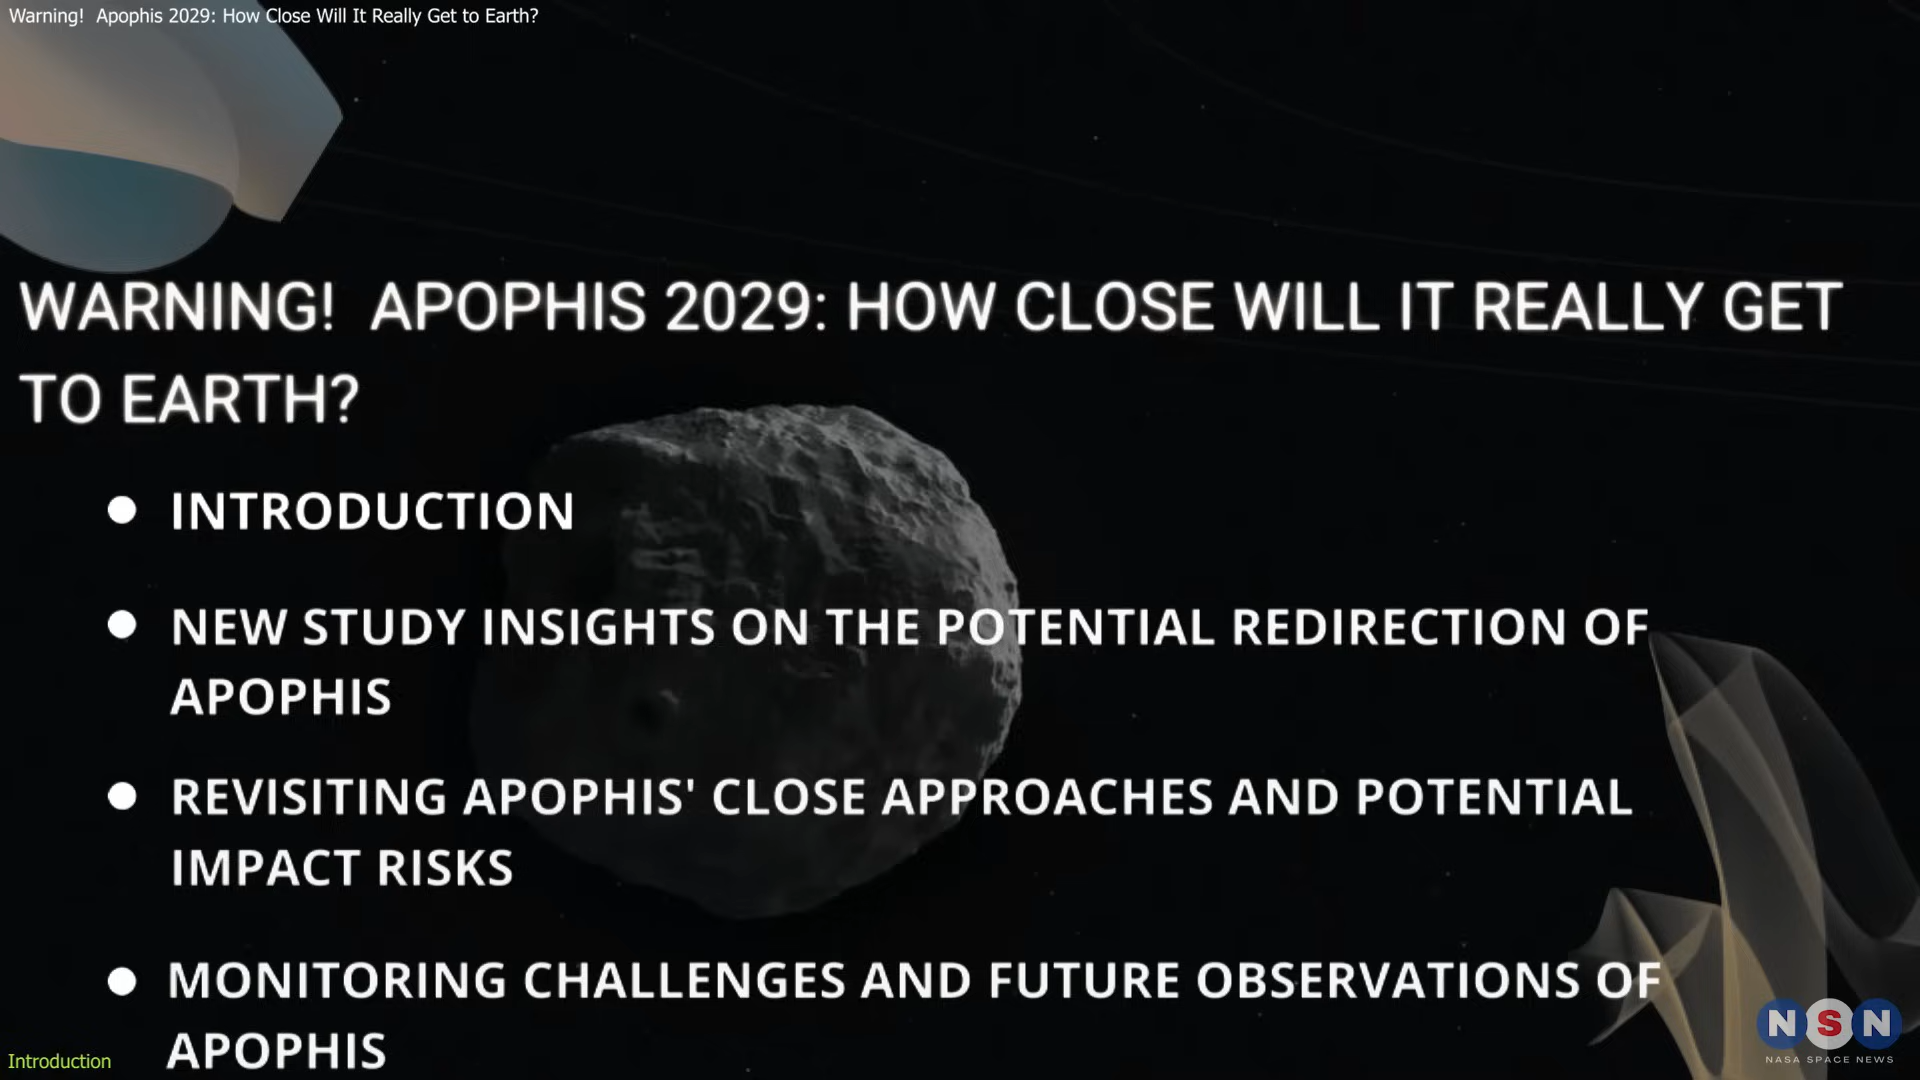 Warning!  Apophis 2029: How Close Will It Really Get to Earth?
WARNING!  APOPHIS 2029: HOW CLOSE WILL IT REALLY GET
TO EARTH?
● INTRODUCTION
● NEW STUDY INSIGHTS ON THE POTENTIAL REDIRECTION OF
APOPHIS
● REVISITING APOPHIS' CLOSE APPROACHES AND POTENTIAL
IMPACT RISKS
● MONITORING CHALLENGES AND FUTURE OBSERVATIONS OF
APOPHIS
Introduction
NSN
NASA SPACE NEWS